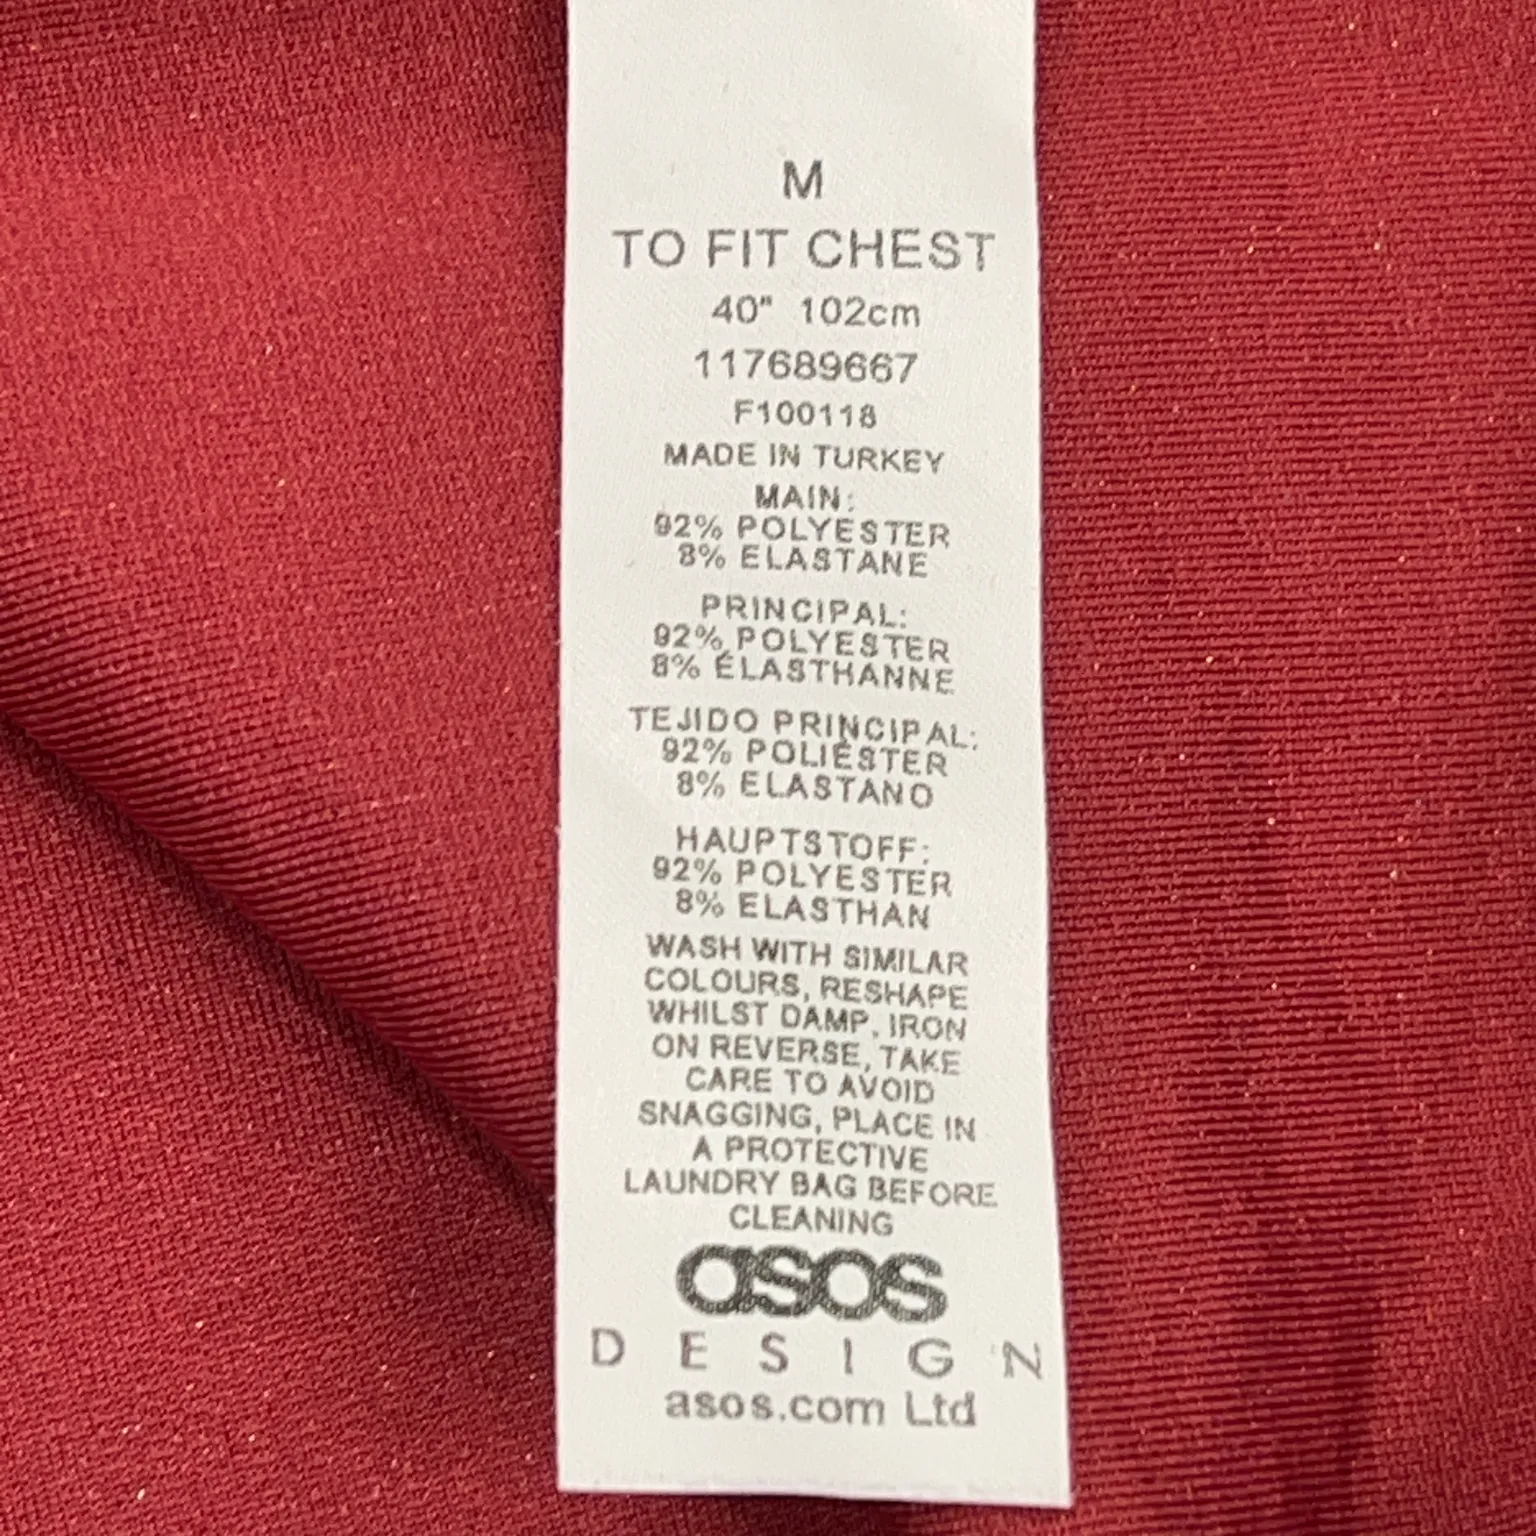 M
TO FIT CHEST
40" 102cm
117689667
F100118
MADE IN TURKEY
MAIN:
92% POLYESTER
8% ELASTANE
PRINCIPAL:
92% POLYESTER
8% ÉLASTHANNE
TEJIDO PRINCIPAL:
92% POLIÉSTER
8% ELASTANO
HAUPTSTOFF:
92% POLYESTER
8% ELASTHAN
WASH WITH SIMILAR
COLOURS, RESHAPE
WHILST DAMP, IRON
ON REVERSE, TAKE
CARE TO AVOID
SNAGGING, PLACE IN
A PROTECTIVE
LAUNDRY BAG BEFORE
CLEANING
asos
DESIGN
asos.com Ltd